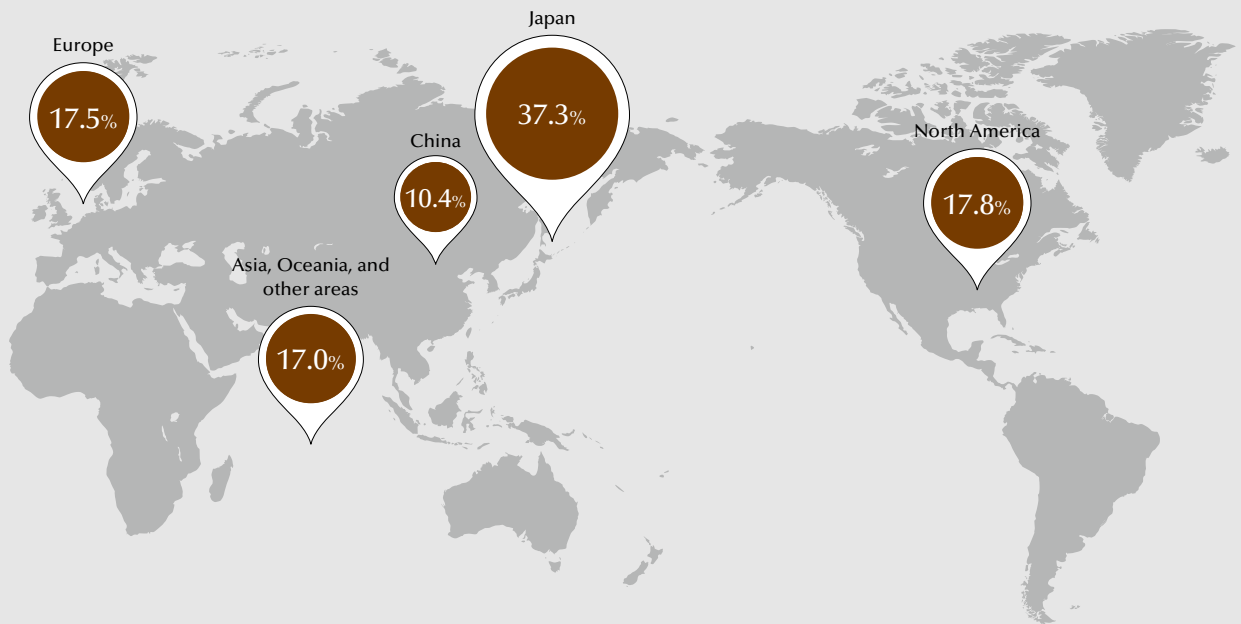 Japan
37.3%
Europe
17.5%
China
10.4%
North America
17.8%
Asia, Oceania, and
other areas
17.0%